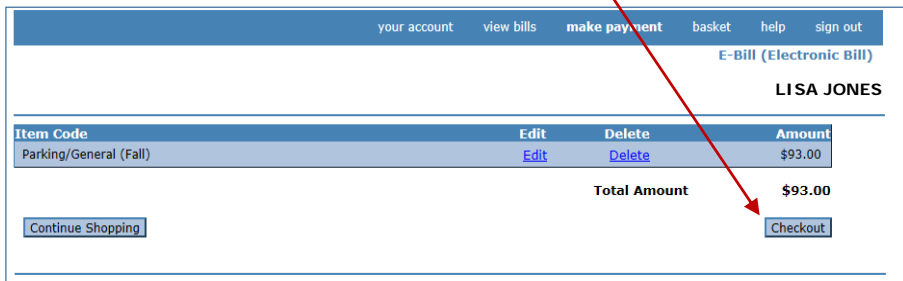 your account view bills make payment basket help sign out
E-Bill (Electronic Bill)
LISA JONES
Item Code Edit Delete Amount
Parking/General (Fall) Edit Delete $93.00
Total Amount $93.00
Continue Shopping Checkout